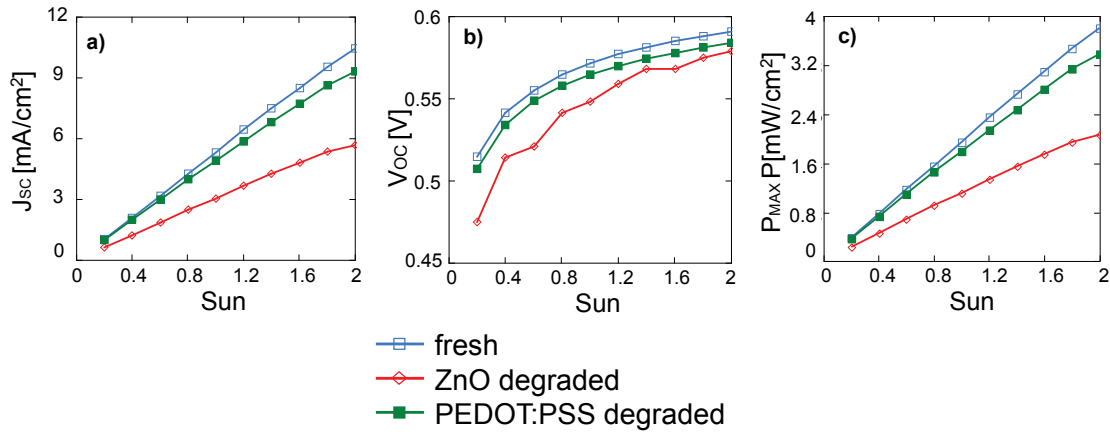 a)
12
9
6
3
0
JSC [mA/cm²]
0 0.4 0.8 1.2 1.6 2
Sun
b)
0.6
0.55
0.5
0.45
VOC [V]
0 0.4 0.8 1.2 1.6 2
Sun
c)
3.2
2.4
1.6
0.8
0
PMAX P[mW/cm²]
0 0.4 0.8 1.2 1.6 2
Sun
fresh
ZnO degraded
PEDOT:PSS degraded